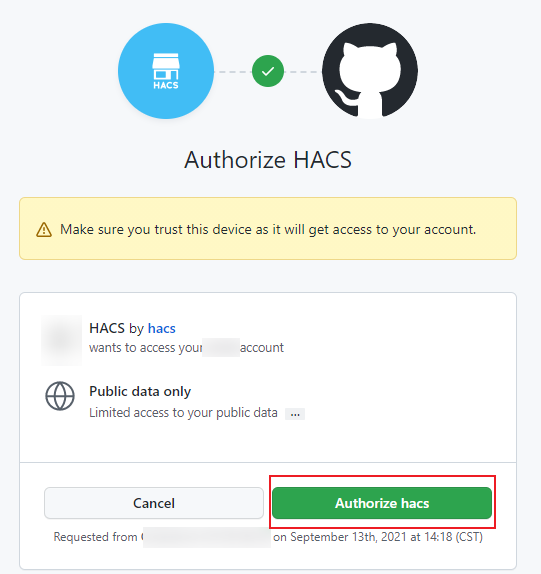 HACS
Authorize HACS
Make sure you trust this device as it will get access to your account.
HACS by hacs
wants to access your account
Public data only
Limited access to your public data ...
Cancel
Authorize hacs
Requested from on September 13th, 2021 at 14:18 (CST)